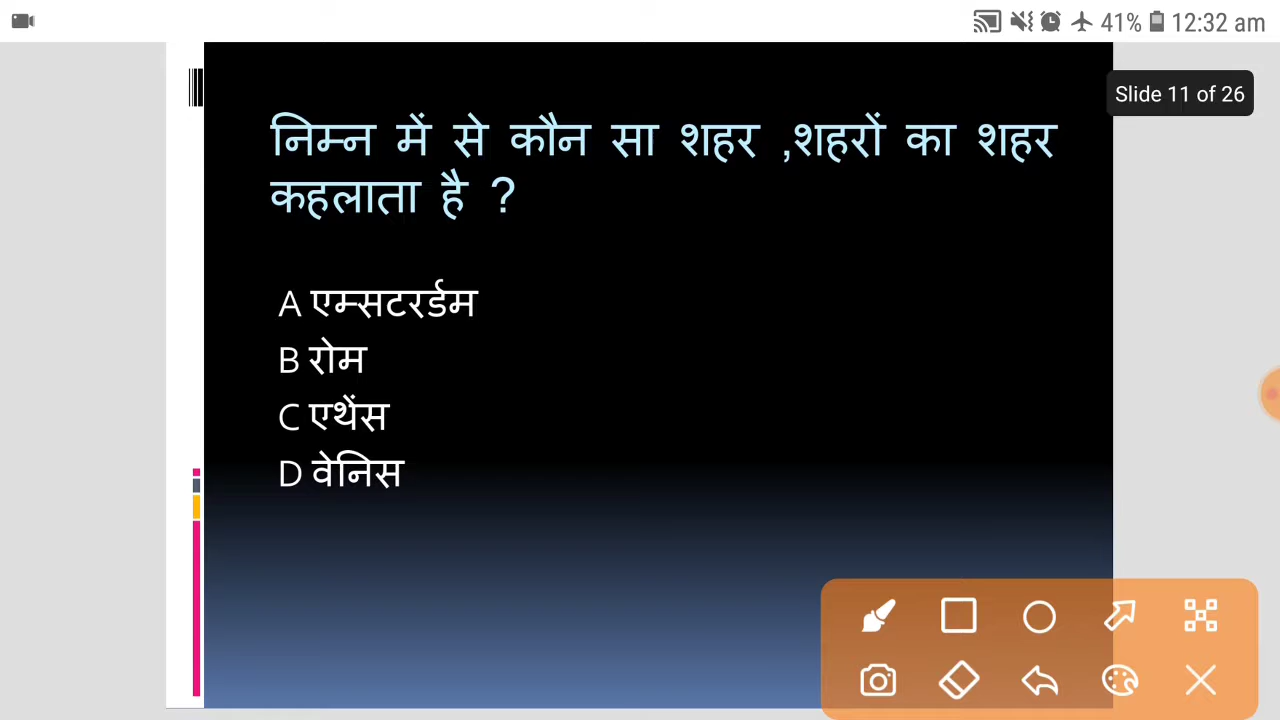 41% 12:32 am
Slide 11 of 26
निम्न में से कौन सा शहर ,शहरों का शहर
कहलाता है ?
A एम्सटरर्डम
B रोम
C एथेंस
D वेनिस